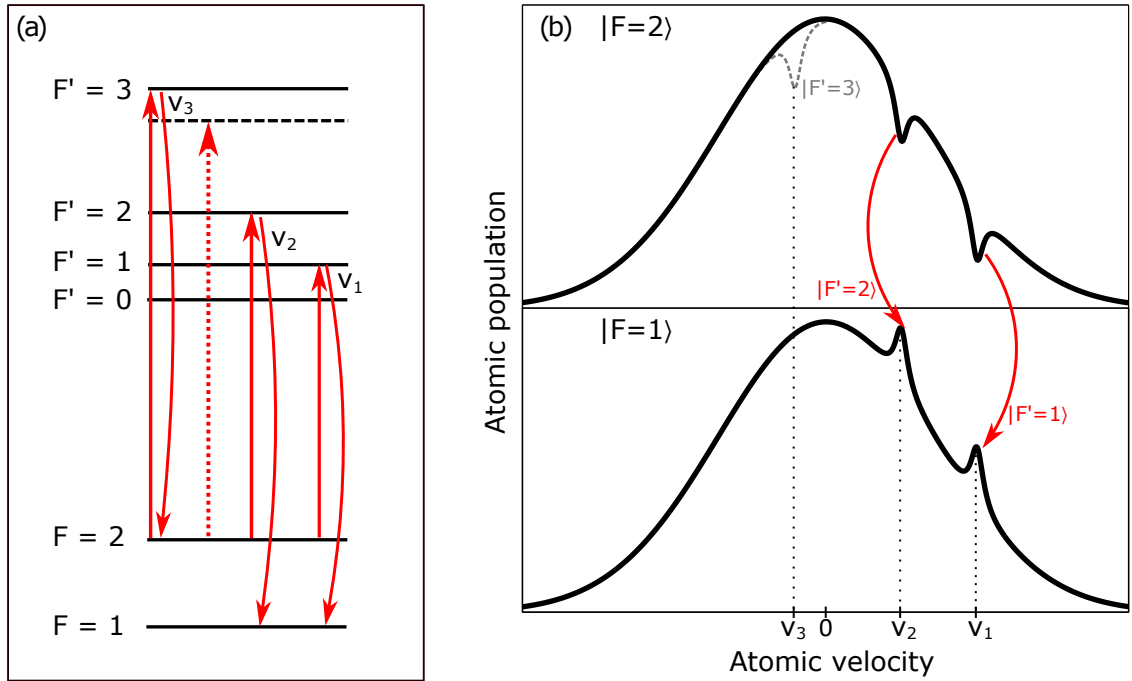 (a)
F' = 3
v₃
F' = 2
v₂
F' = 1
v₁
F' = 0
F = 2
F = 1
(b)
|F=2⟩
|F'=3⟩
|F'=2⟩
|F=1⟩
|F'=1⟩
Atomic population
v₃ 0 v₂ v₁
Atomic velocity